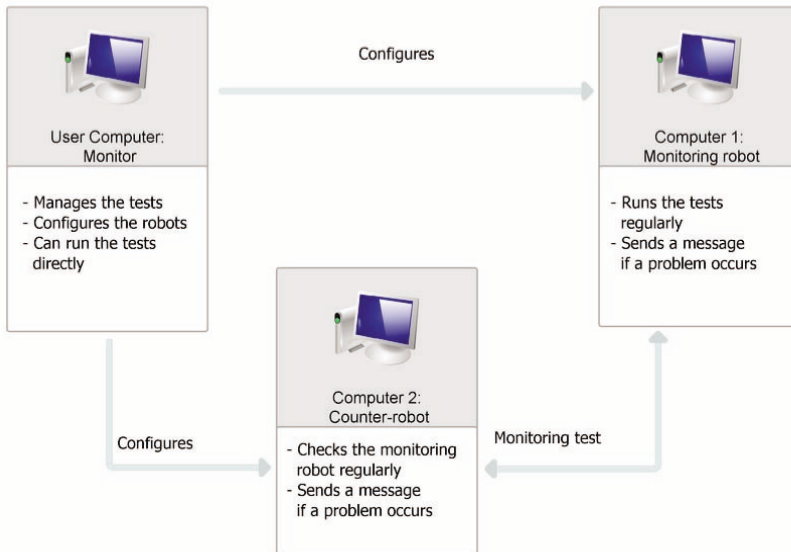 Configures
User Computer:
Monitor
- Manages the tests
- Configures the robots
- Can run the tests
directly
Computer 1:
Monitoring robot
- Runs the tests
regularly
- Sends a message
if a problem occurs
Configures
Computer 2:
Counter-robot
- Checks the monitoring
robot regularly
- Sends a message
if a problem occurs
Monitoring test